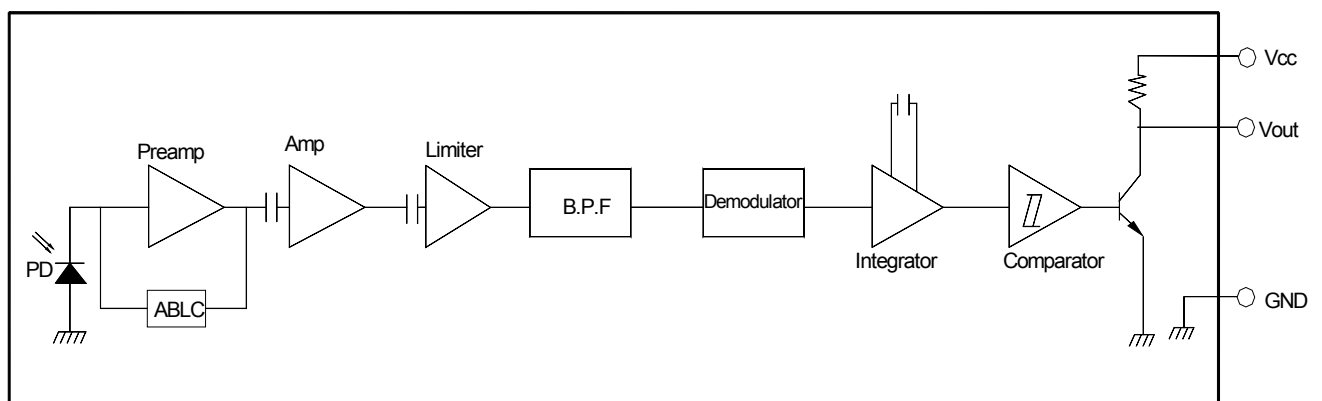 Vcc
Vout
Amp
Limiter
Preamp
B.P.F
Demodulator
Integrator
Comparator
PD
ABLC
GND